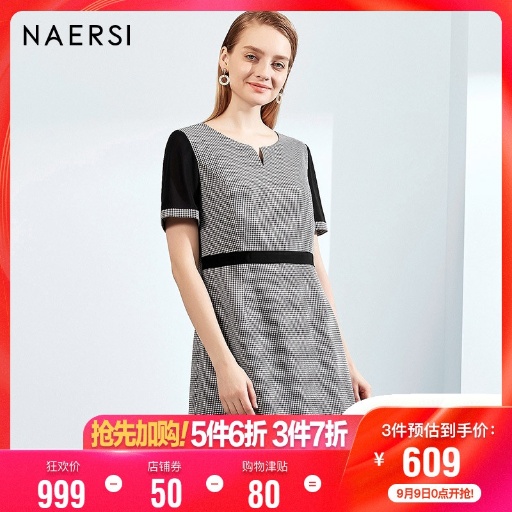 NAERSI
抢先加购! 5件6折 3件7折
3件预估到手价:
狂欢价 店铺券 购物津贴
999 - 50 - 80 = ¥ 609
9月9日0点开抢!